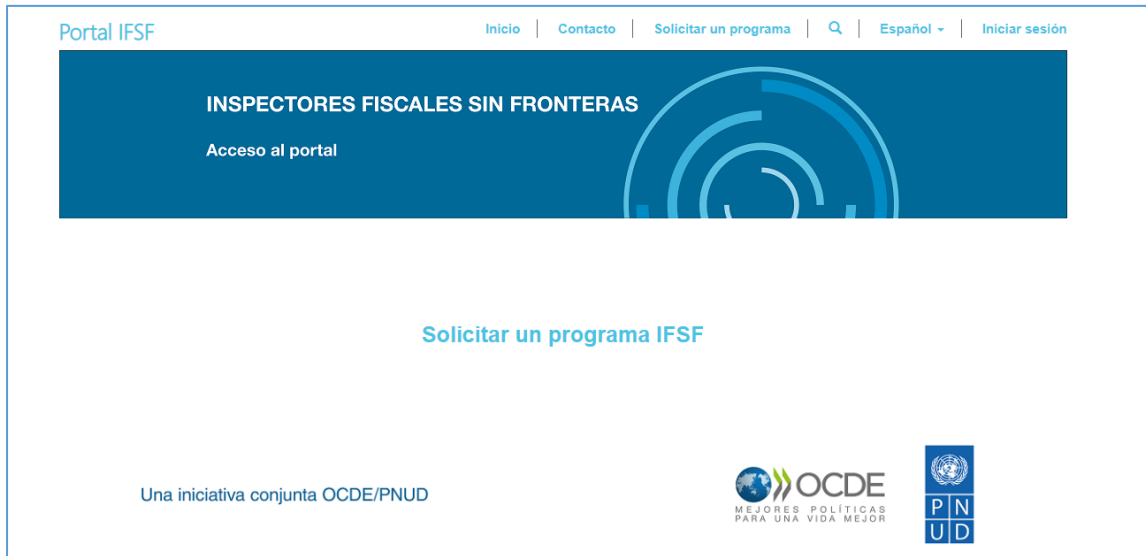 Portal IFSF
Inicio | Contacto | Solicitar un programa | Español | Iniciar sesión
INSPECTORES FISCALES SIN FRONTERAS
Acceso al portal
Solicitar un programa IFSF
Una iniciativa conjunta OCDE/PNUD
OCDE
MEJORES POLÍTICAS
PARA UNA VIDA MEJOR
P N
U D